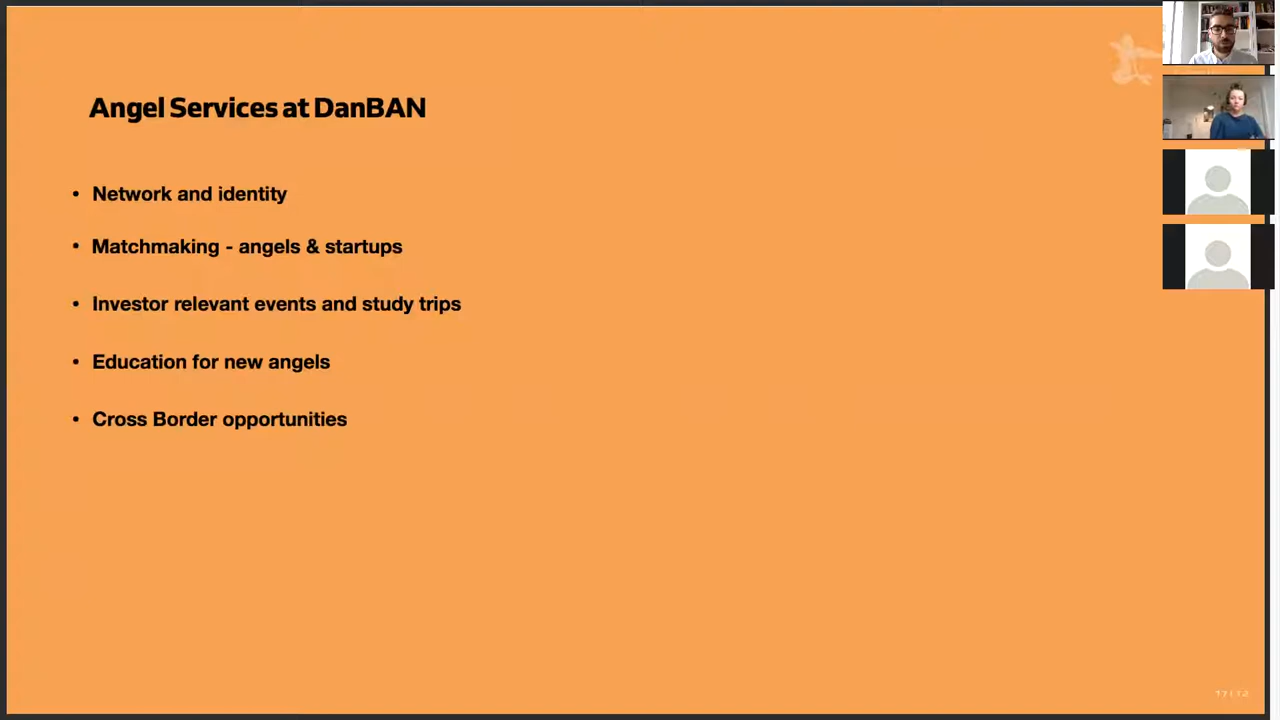 Angel Services at DanBAN
• Network and identity
• Matchmaking - angels & startups
• Investor relevant events and study trips
• Education for new angels
• Cross Border opportunities